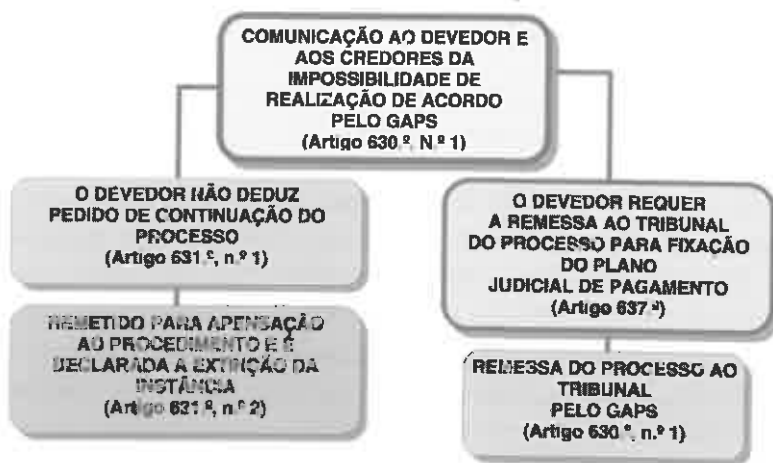 COMUNICAÇÃO AO DEVEDOR E
AOS CREDORES DA
IMPOSSIBILIDADE DE
REALIZAÇÃO DE ACORDO
PELO GAPS
(Artigo 630.º, N.º 1)
O DEVEDOR NÃO DEDUZ
PEDIDO DE CONTINUAÇÃO DO
PROCESSO
(Artigo 631.º, n.º 1)
REMETIDO PARA APENSAÇÃO
AO PROCEDIMENTO E É
DECLARADA A EXTINÇÃO DA
INSTÂNCIA
(Artigo 631.º, n.º 2)
O DEVEDOR REQUER
A REMESSA AO TRIBUNAL
DO PROCESSO PARA FIXAÇÃO
DO PLANO
JUDICIAL DE PAGAMENTO
(Artigo 637.º)
REMESSA DO PROCESSO AO
TRIBUNAL
PELO GAPS
(Artigo 630.º, n.º 1)